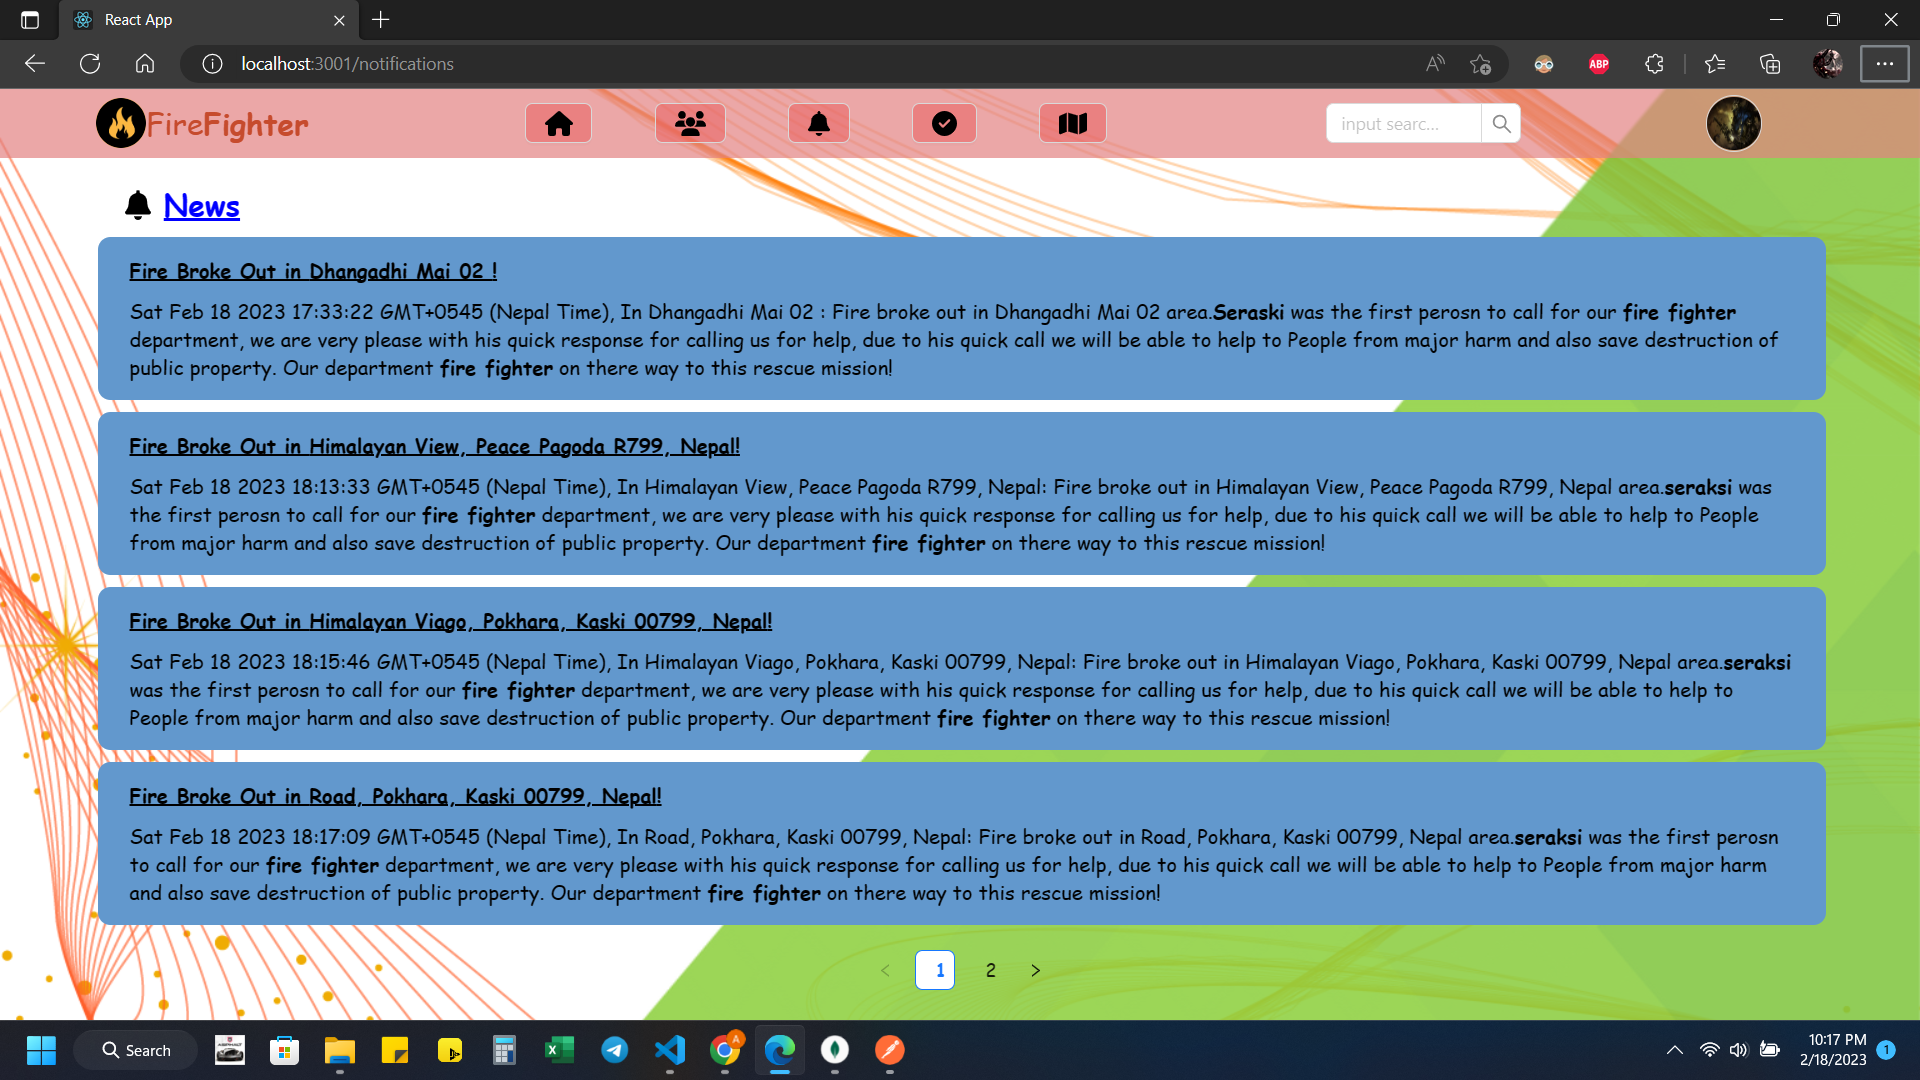 React App
localhost:3001/notifications
A
ABP
FireFighter
input searc...
News
Fire Broke Out in Dhangadhi Mai 02 !
Sat Feb 18 2023 17:33:22 GMT+0545 (Nepal Time), In Dhangadhi Mai 02 : Fire broke out in Dhangadhi Mai 02 area.Seraski was the first perosn to call for our fire fighter
department, we are very please with his quick response for calling us for help, due to his quick call we will be able to help to People from major harm and also save destruction of
public property. Our department fire fighter on there way to this rescue mission!
Fire Broke Out in Himalayan View, Peace Pagoda R799, Nepal!
Sat Feb 18 2023 18:13:33 GMT+0545 (Nepal Time), In Himalayan View, Peace Pagoda R799, Nepal: Fire broke out in Himalayan View, Peace Pagoda R799, Nepal area.seraksi was
the first perosn to call for our fire fighter department, we are very please with his quick response for calling us for help, due to his quick call we will be able to help to People
from major harm and also save destruction of public property. Our department fire fighter on there way to this rescue mission!
Fire Broke Out in Himalayan Viago, Pokhara, Kaski 00799, Nepal!
Sat Feb 18 2023 18:15:46 GMT+0545 (Nepal Time), In Himalayan Viago, Pokhara, Kaski 00799, Nepal: Fire broke out in Himalayan Viago, Pokhara, Kaski 00799, Nepal area.seraksi
was the first perosn to call for our fire fighter department, we are very please with his quick response for calling us for help, due to his quick call we will be able to help to
People from major harm and also save destruction of public property. Our department fire fighter on there way to this rescue mission!
Fire Broke Out in Road, Pokhara, Kaski 00799, Nepal!
Sat Feb 18 2023 18:17:09 GMT+0545 (Nepal Time), In Road, Pokhara, Kaski 00799, Nepal: Fire broke out in Road, Pokhara, Kaski 00799, Nepal area.seraksi was the first perosn
to call for our fire fighter department, we are very please with his quick response for calling us for help, due to his quick call we will be able to help to People from major harm
and also save destruction of public property. Our department fire fighter on there way to this rescue mission!
< 1 2 >
Search
A
10:17 PM
2/18/2023
1